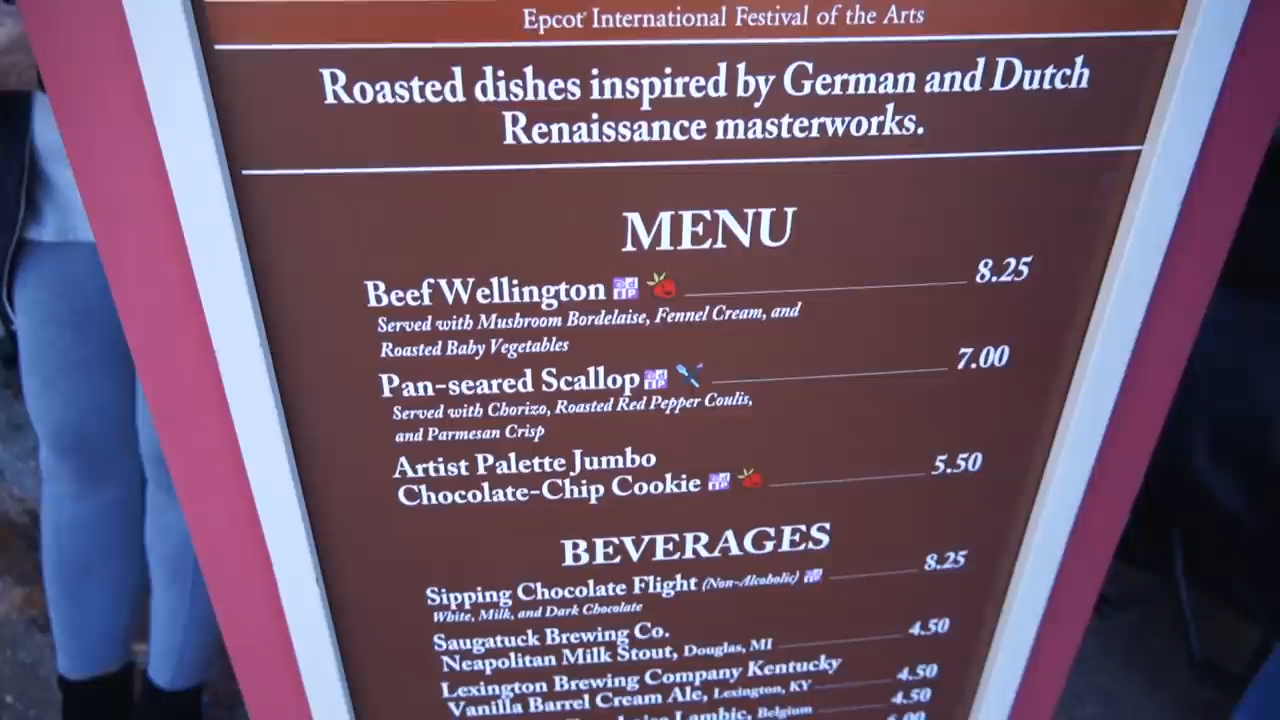 Epcot® International Festival of the Arts
Roasted dishes inspired by German and Dutch
Renaissance masterworks.
MENU
Beef Wellington 8.25
Served with Mushroom Bordelaise, Fennel Cream, and
Roasted Baby Vegetables
Pan-seared Scallop 7.00
Served with Chorizo, Roasted Red Pepper Coulis,
and Parmesan Crisp
Artist Palette Jumbo
Chocolate-Chip Cookie 5.50
BEVERAGES
Sipping Chocolate Flight (Non-Alcoholic) 8.25
White, Milk, and Dark Chocolate
Saugatuck Brewing Co.
Neapolitan Milk Stout, Douglas, MI 4.50
Lexington Brewing Company Kentucky
Vanilla Barrel Cream Ale, Lexington, KY 4.50
Lambic, Belgium 4.50